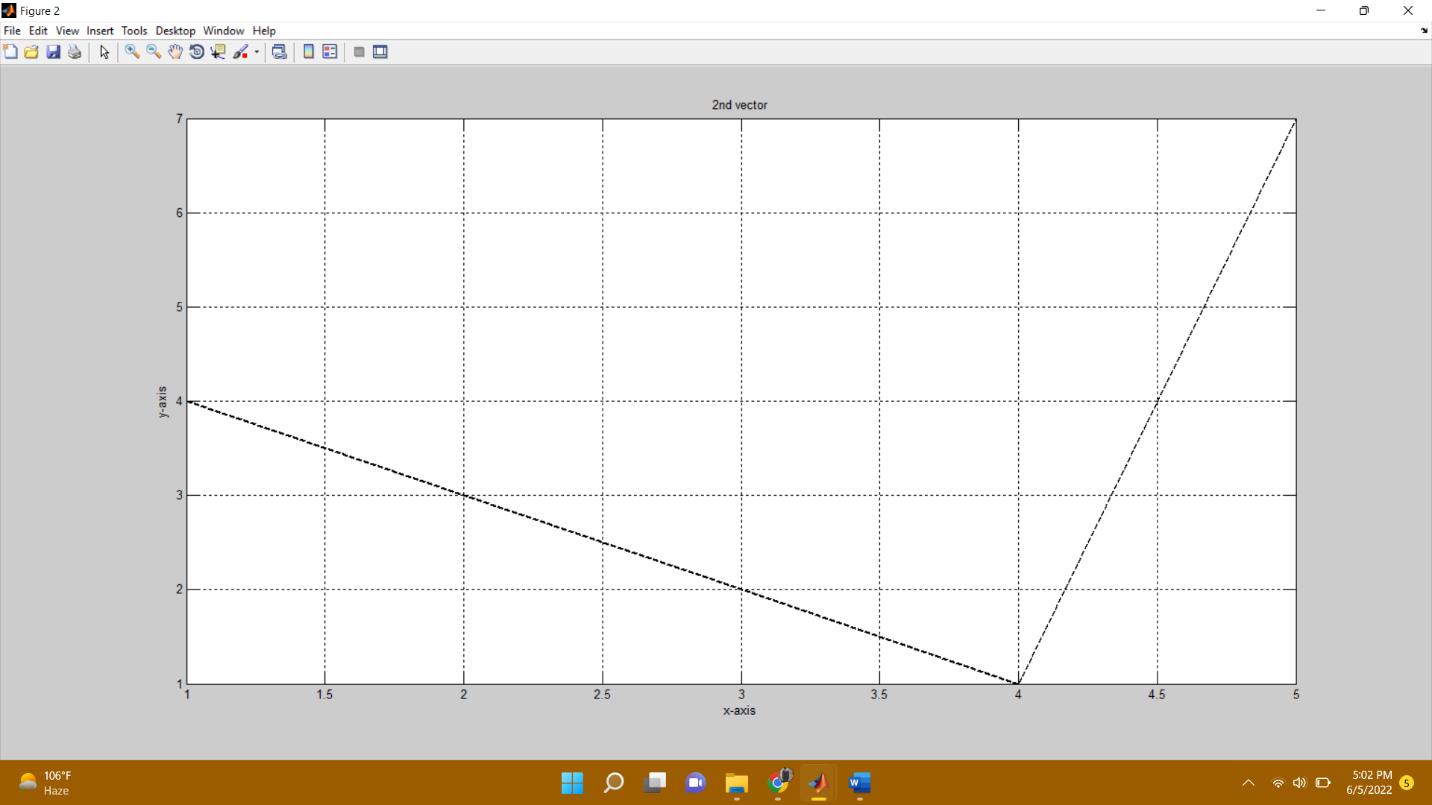 Figure 2
File Edit View Insert Tools Desktop Window Help
2nd vector
7
6
5
4
3
2
1
y-axis
1 1.5 2 2.5 3 3.5 4 4.5 5
x-axis
106°F
Haze
W
5:02 PM
6/5/2022
5